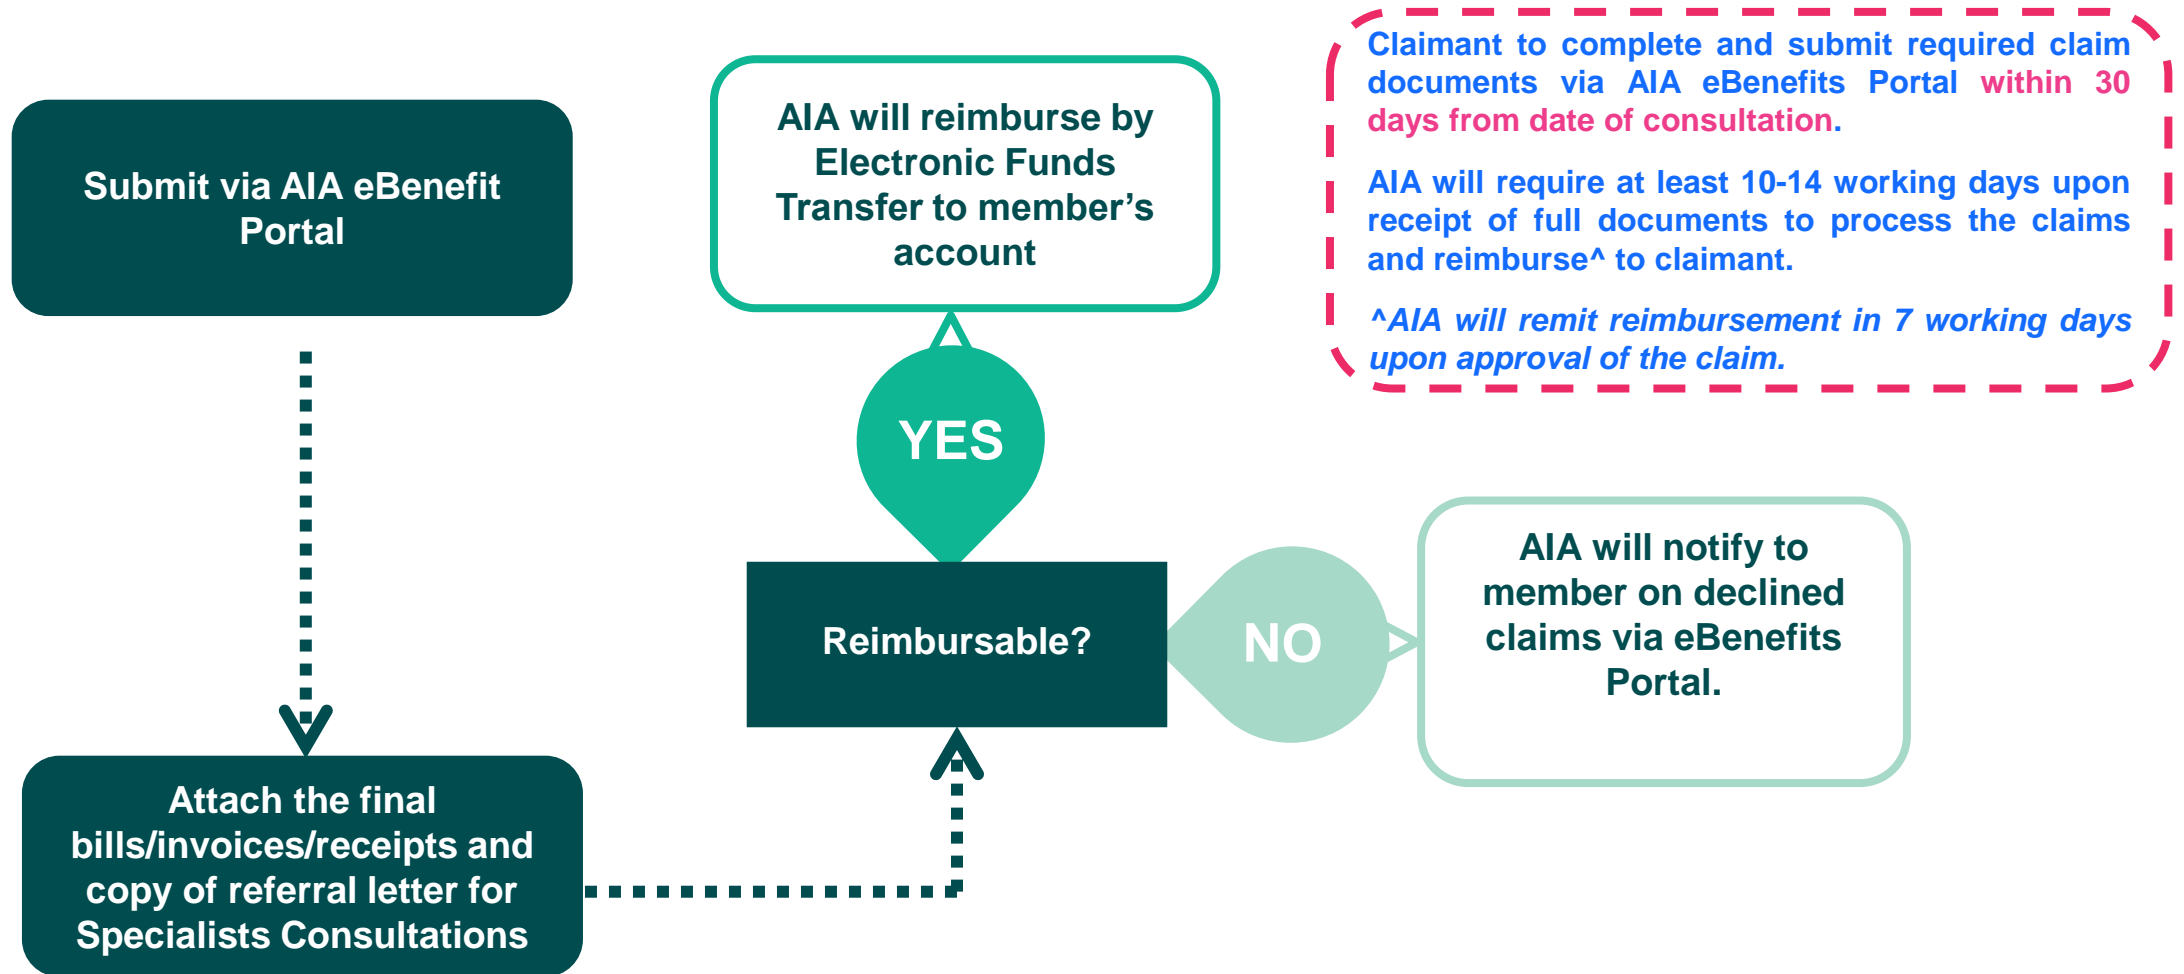 Submit via AIA eBenefit
Portal
Attach the final
bills/invoices/receipts and
copy of referral letter for
Specialists Consultations
Reimbursable?
YES
AIA will reimburse by
Electronic Funds
Transfer to member’s
account
NO
AIA will notify to
member on declined
claims via eBenefits
Portal.
Claimant to complete and submit required claim
documents via AIA eBenefits Portal within 30
days from date of consultation.
AIA will require at least 10-14 working days upon
receipt of full documents to process the claims
and reimburse^ to claimant.
^AIA will remit reimbursement in 7 working days
upon approval of the claim.